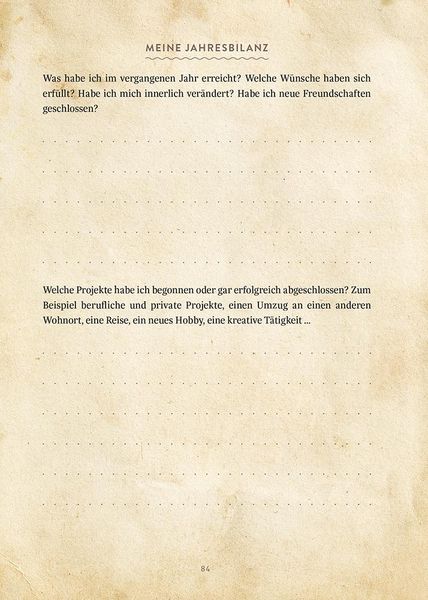 MEINE JAHRESBILANZ
Was habe ich im vergangenen Jahr erreicht? Welche Wünsche haben sich
erfüllt? Habe ich mich innerlich verändert? Habe ich neue Freundschaften
geschlossen?
Welche Projekte habe ich begonnen oder gar erfolgreich abgeschlossen? Zum
Beispiel berufliche und private Projekte, einen Umzug an einen anderen
Wohnort, eine Reise, ein neues Hobby, eine kreative Tätigkeit ...
84